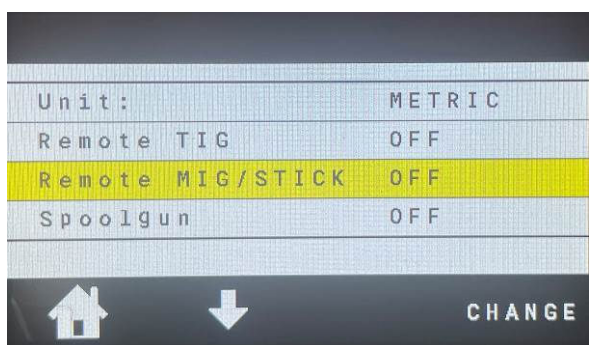 Unit: METRIC
Remote TIG OFF
Remote MIG/STICK OFF
Spoolgun OFF
CHANGE